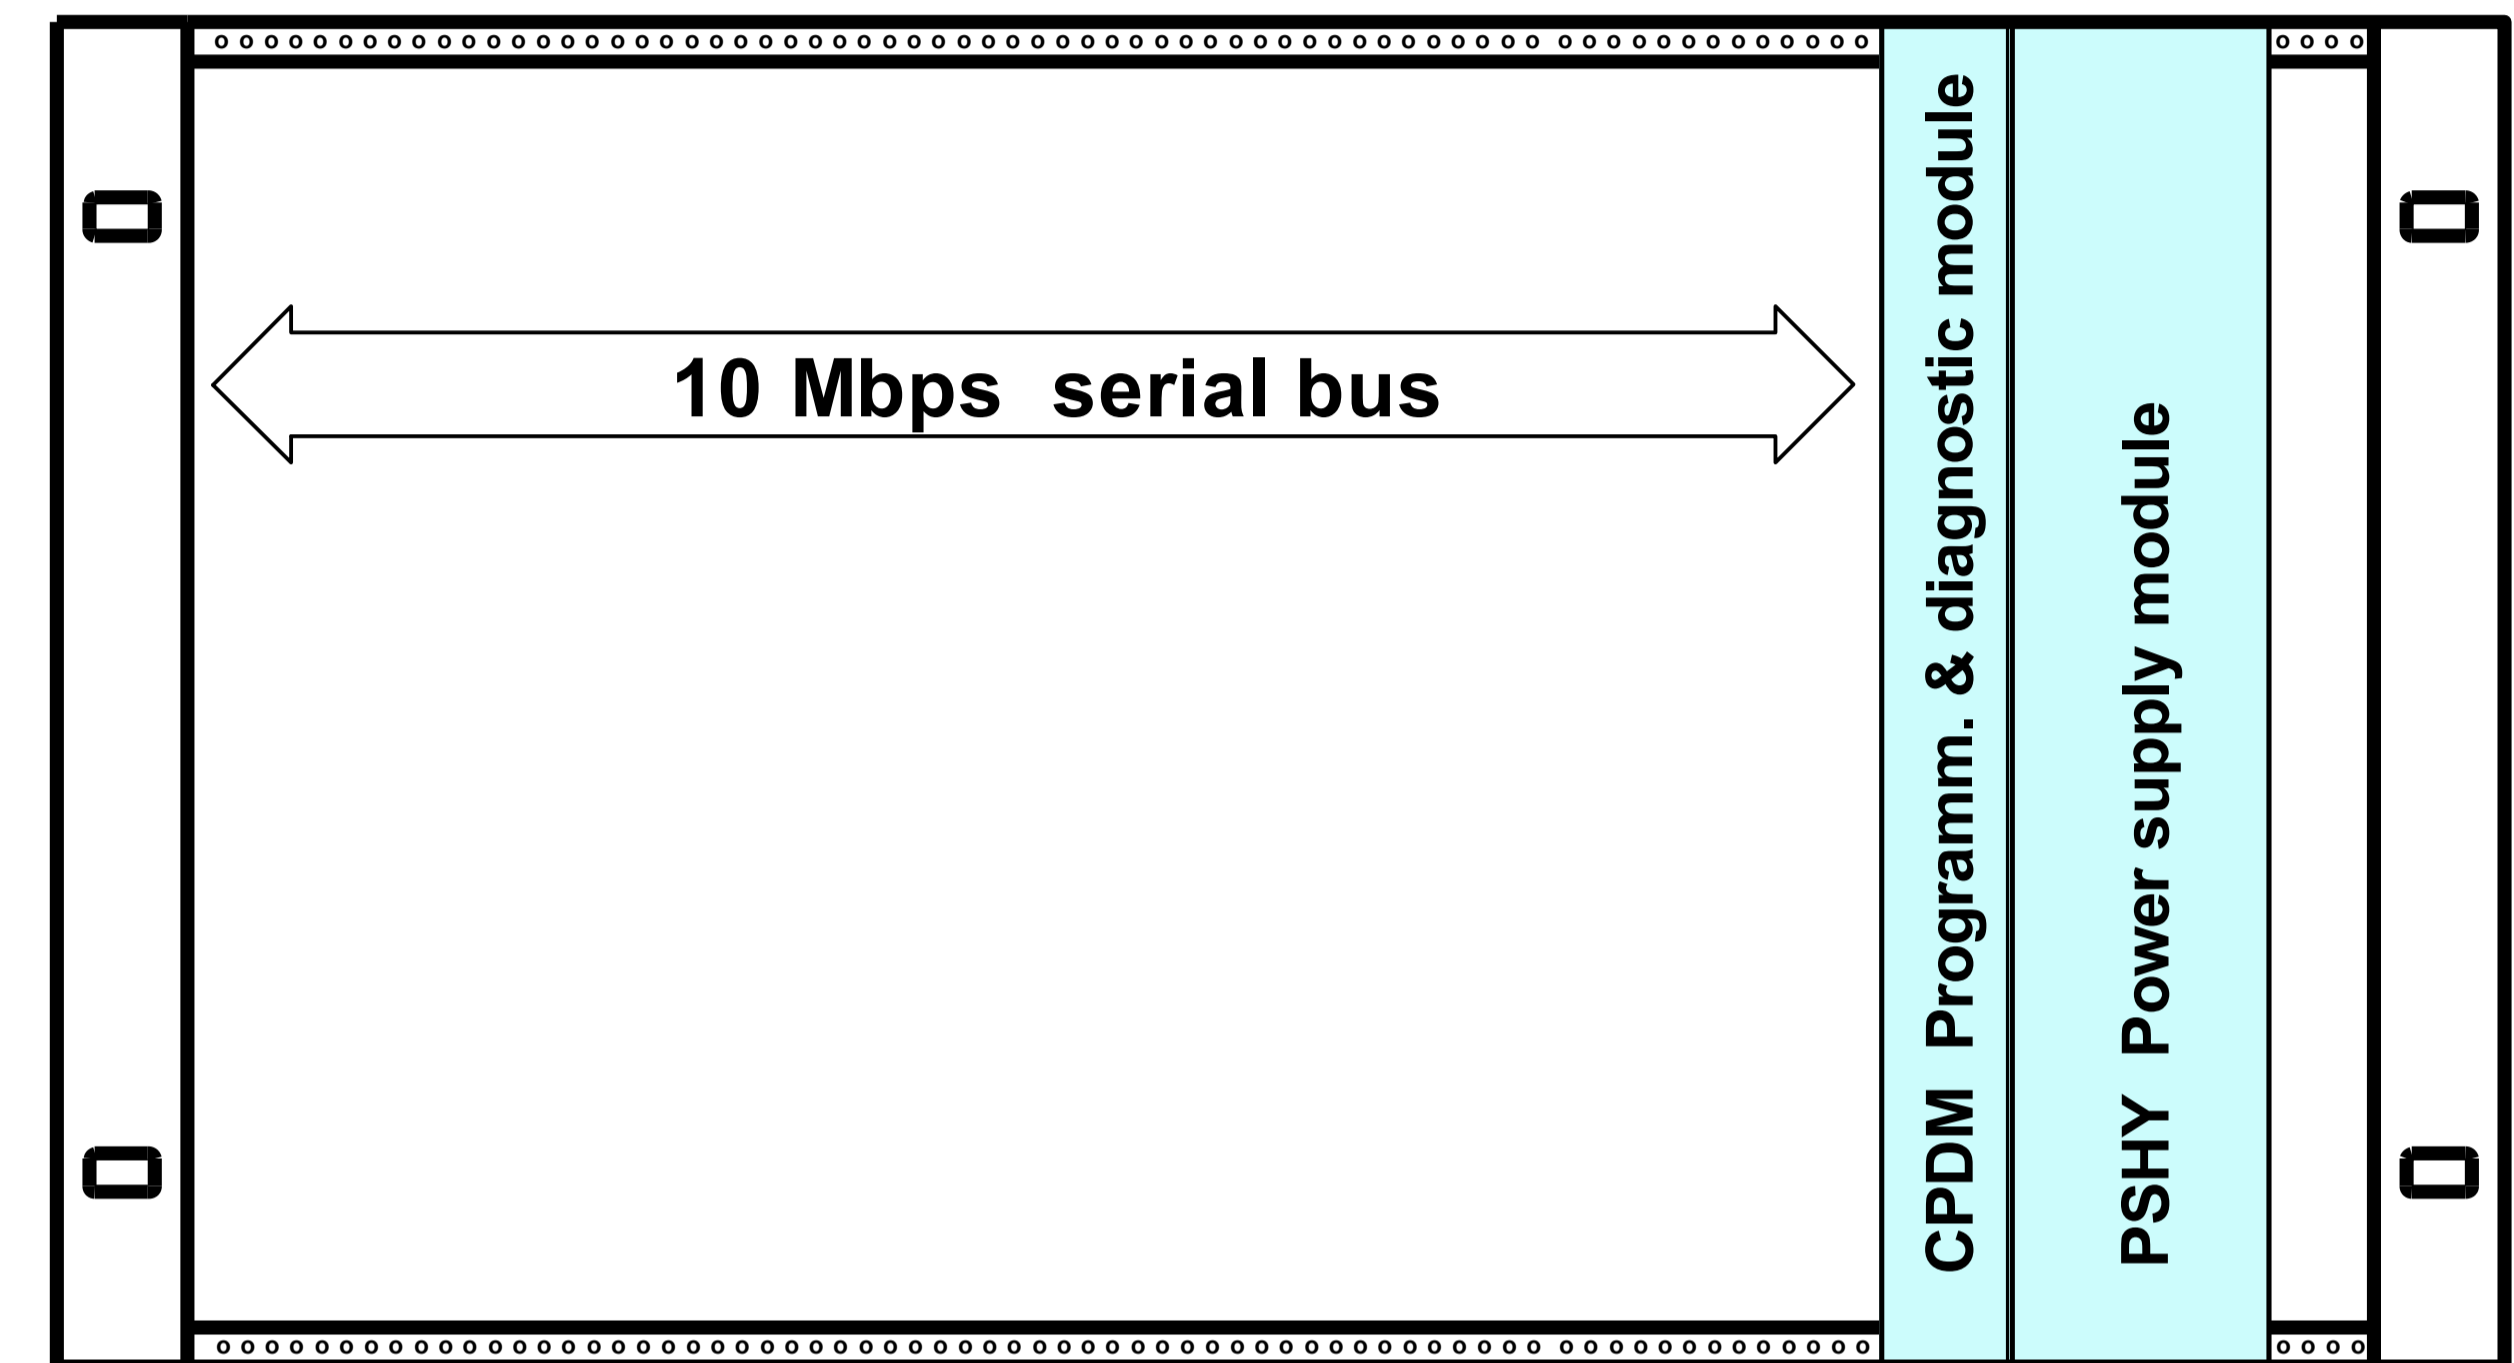 10 Mbps serial bus
CPDM Programm. & diagnostic module
PSHY Power supply module